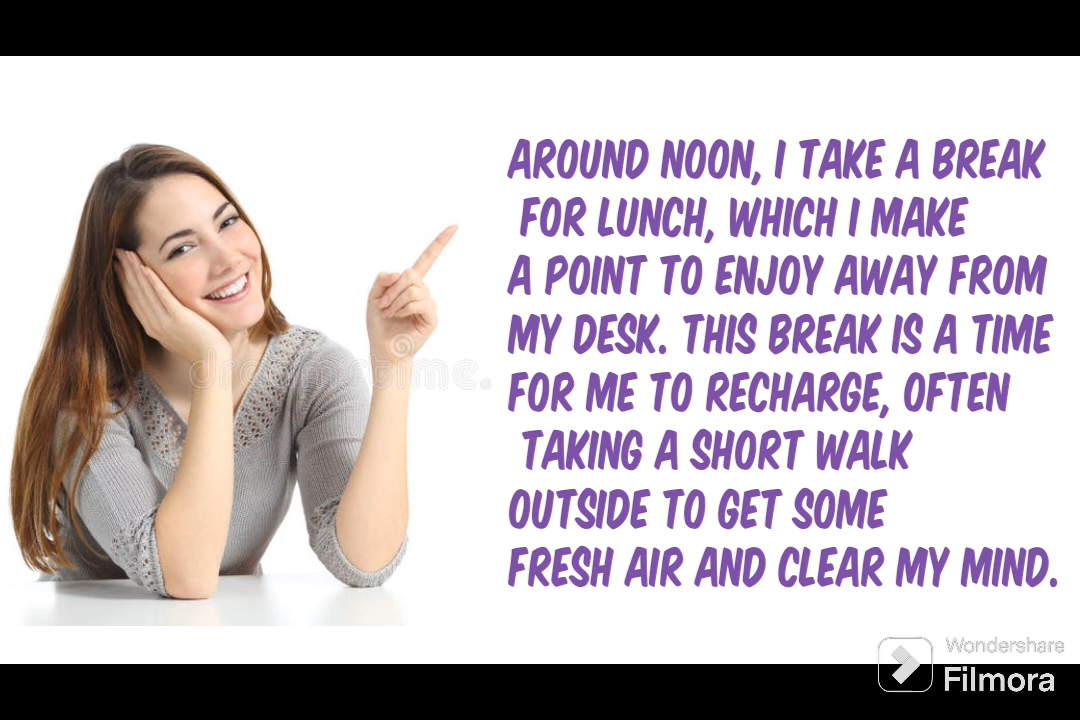 AROUND NOON, I TAKE A BREAK
FOR LUNCH, WHICH I MAKE
A POINT TO ENJOY AWAY FROM
MY DESK. THIS BREAK IS A TIME
FOR ME TO RECHARGE, OFTEN
TAKING A SHORT WALK
OUTSIDE TO GET SOME
FRESH AIR AND CLEAR MY MIND.
dreamstime.
Wondershare
Filmora